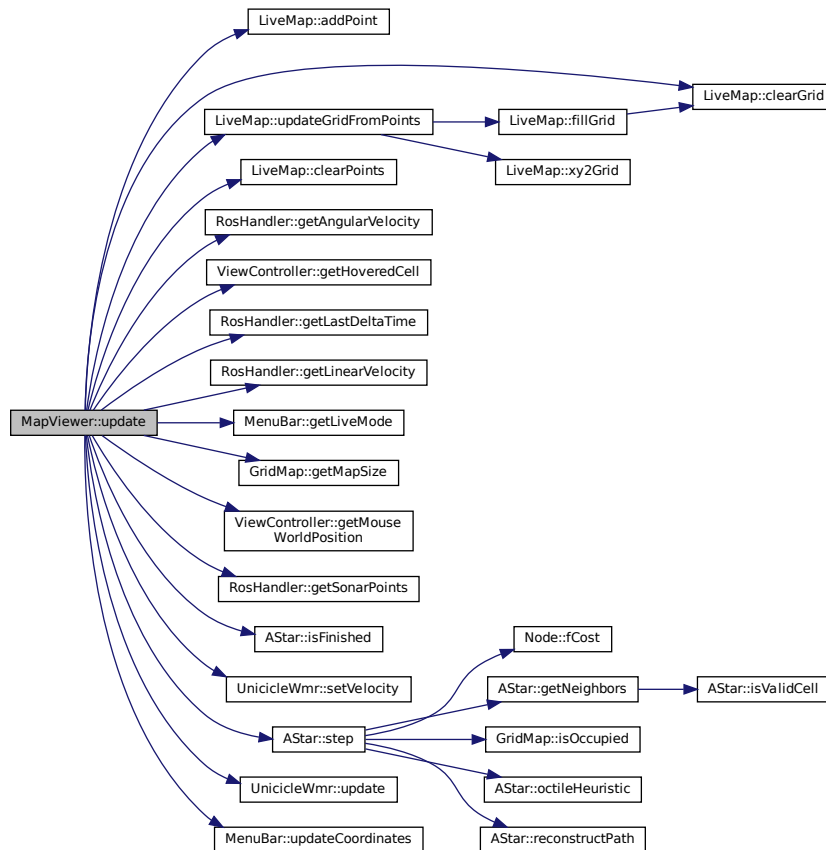 LiveMap::addPoint
LiveMap::clearGrid
LiveMap::updateGridFromPoints
LiveMap::fillGrid
LiveMap::clearPoints
LiveMap::xy2Grid
RosHandler::getAngularVelocity
ViewController::getHoveredCell
RosHandler::getLastDeltaTime
RosHandler::getLinearVelocity
MapViewer::update
MenuBar::getLiveMode
GridMap::getMapSize
ViewController::getMouse
WorldPosition
RosHandler::getSonarPoints
AStar::isFinished
Node::fCost
UnicicleWmr::setVelocity
AStar::getNeighbors
AStar::isValidCell
AStar::step
GridMap::isOccupied
UnicicleWmr::update
AStar::octileHeuristic
MenuBar::updateCoordinates
AStar::reconstructPath